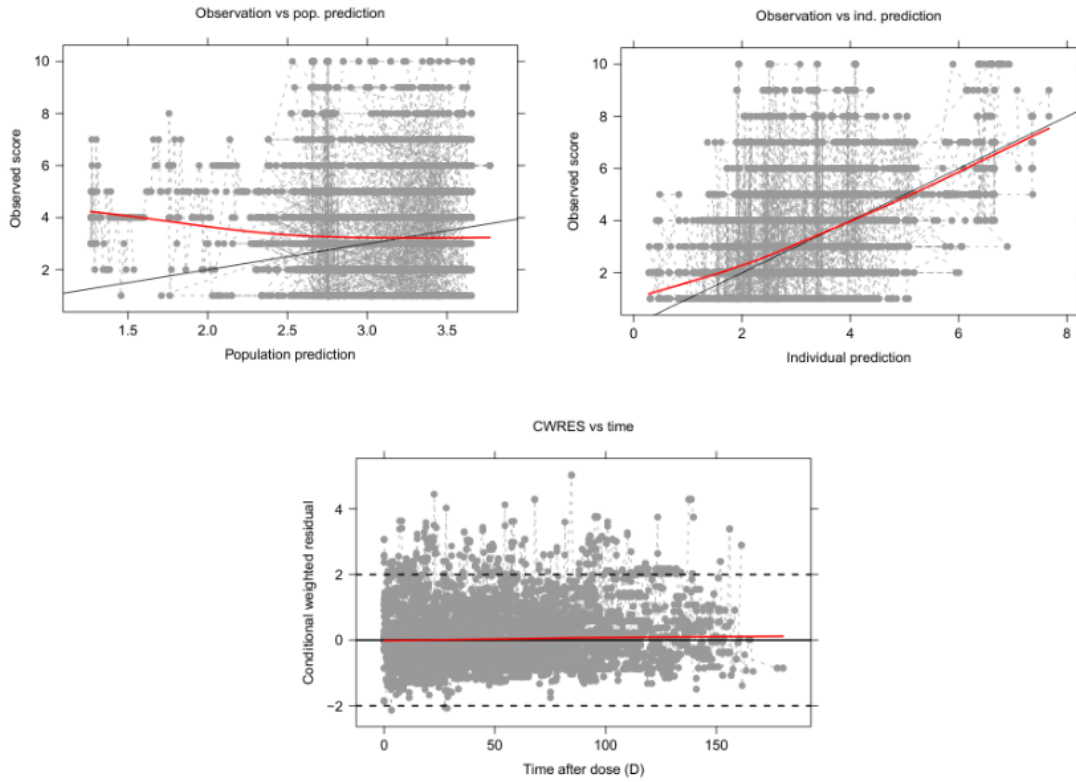 Observation vs pop. prediction
Observed score
10
8
6
4
2
1.5 2.0 2.5 3.0 3.5
Population prediction
Observation vs ind. prediction
Observed score
10
8
6
4
2
0 2 4 6 8
Individual prediction
CWRES vs time
Conditional weighted residual
4
2
0
−2
0 50 100 150
Time after dose (D)